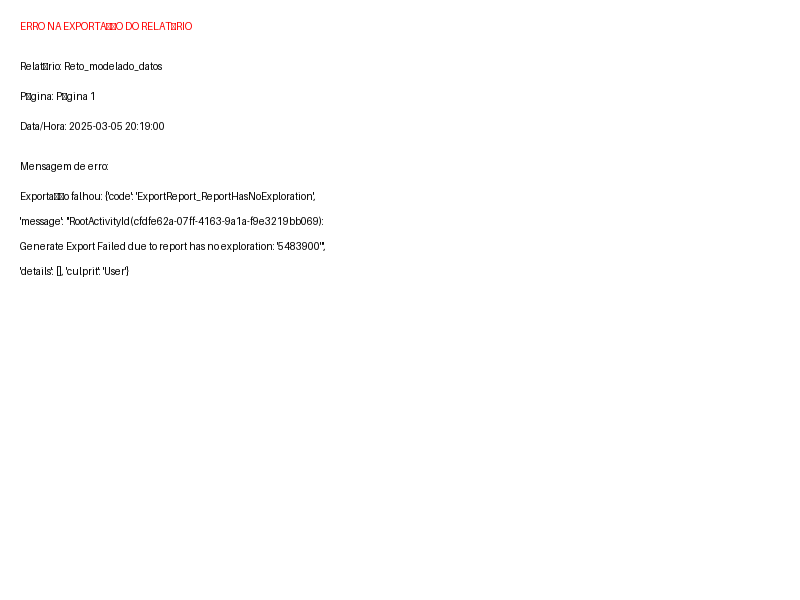 ERRO NA EXPORTA▯▯O DO RELAT▯RIO
Relat▯rio: Reto_modelado_datos
P▯gina: P▯gina 1
Data/Hora: 2025-03-05 20:19:00
Mensagem de erro:
Exporta▯▯o falhou: {'code': 'ExportReport_ReportHasNoExploration',
'message': "RootActivityId(cfdfe62a-07ff-4163-9a1a-f9e3219bb069):
Generate Export Failed due to report has no exploration: '5483900'",
'details': [], 'culprit': 'User'}